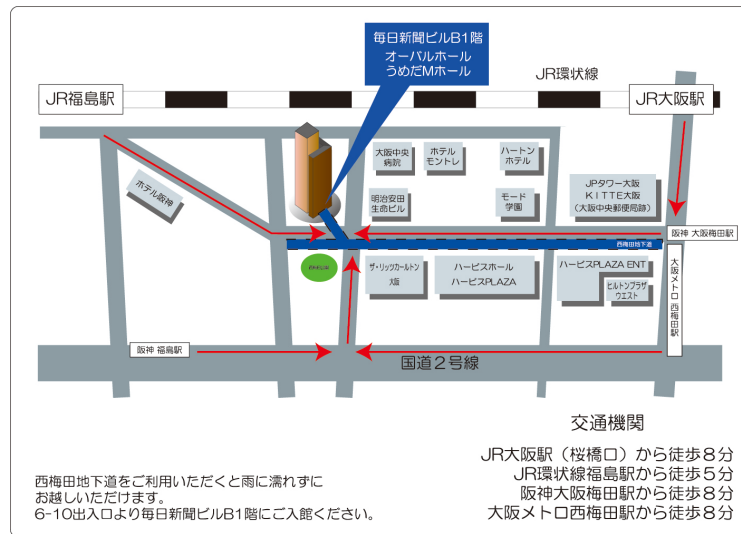 毎日新聞ビルB1階
オーバルホール
うめだMホール
JR環状線
JR福島駅
JR大阪駅
大阪中央
病院
ホテル
モントレ
ハートン
ホテル
ホテル阪神
明治安田
生命ビル
モード
学園
JPタワー大阪
KITTE大阪
(大阪中央郵便局跡)
阪神 大阪梅田駅
西梅田地下道
ザ・リッツカールトン
大阪
ハービスホール
ハービスPLAZA
ハービスPLAZA ENT
ヒルトンプラザ
ウエスト
大阪メトロ 西梅田駅
阪神 福島駅
国道2号線
交通機関
JR大阪駅(桜橋口)から徒歩8分
JR環状線福島駅から徒歩5分
阪神大阪梅田駅から徒歩8分
大阪メトロ西梅田駅から徒歩8分
西梅田地下道をご利用いただくと雨に濡れずに
お越しいただけます。
6-10出入口より毎日新聞ビルB1階にご入館ください。